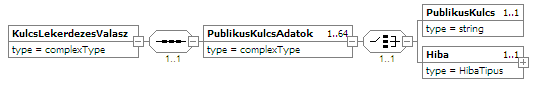 KulcsLekerdezesValasz
type = complexType
1..1
PublikusKulcsAdatok 1..64
type = complexType
1..1
PublikusKulcs 1..1
type = string
Hiba 1..1
type = HibaTipus